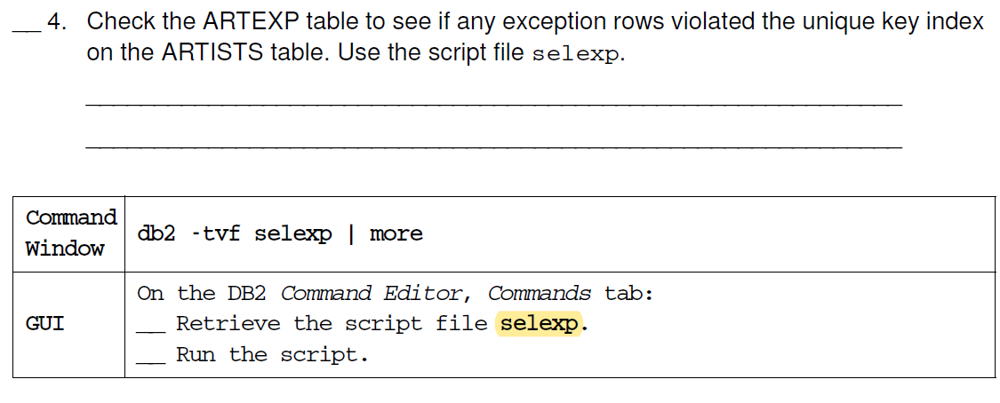 __ 4. Check the ARTEXP table to see if any exception rows violated the unique key index
on the ARTISTS table. Use the script file selexp.
Command
Window
db2 -tvf selexp | more
GUI
On the DB2 Command Editor, Commands tab:
__ Retrieve the script file selexp.
__ Run the script.